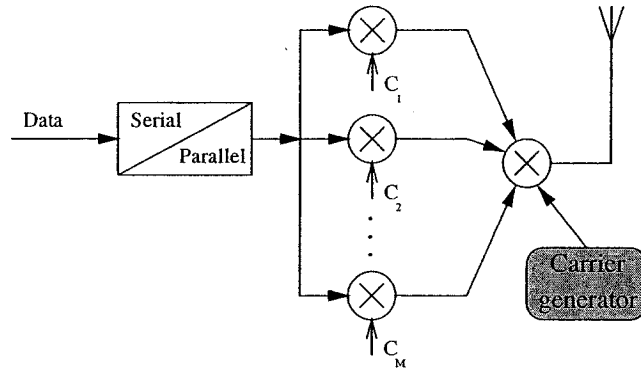 Data
Serial
Parallel
C1
C2
CM
Carrier
generator